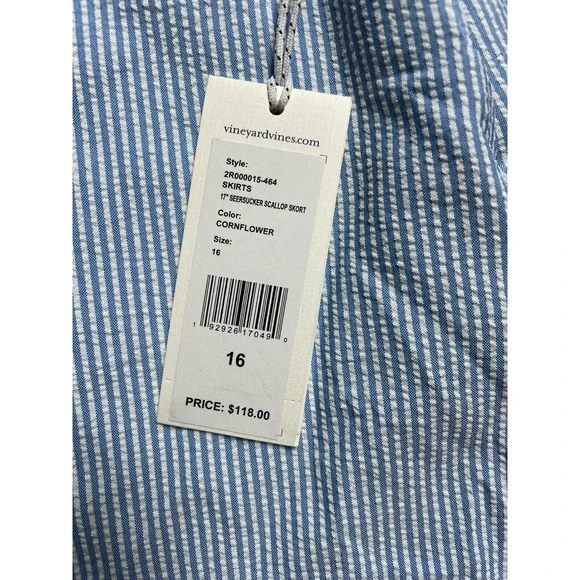 vineyardvines.com
Style:
2R000015-464
SKIRTS
17" SEERSUCKER SCALLOP SKORT
Color:
CORNFLOWER
Size:
16
1 92926 17049 0
16
PRICE: $118.00